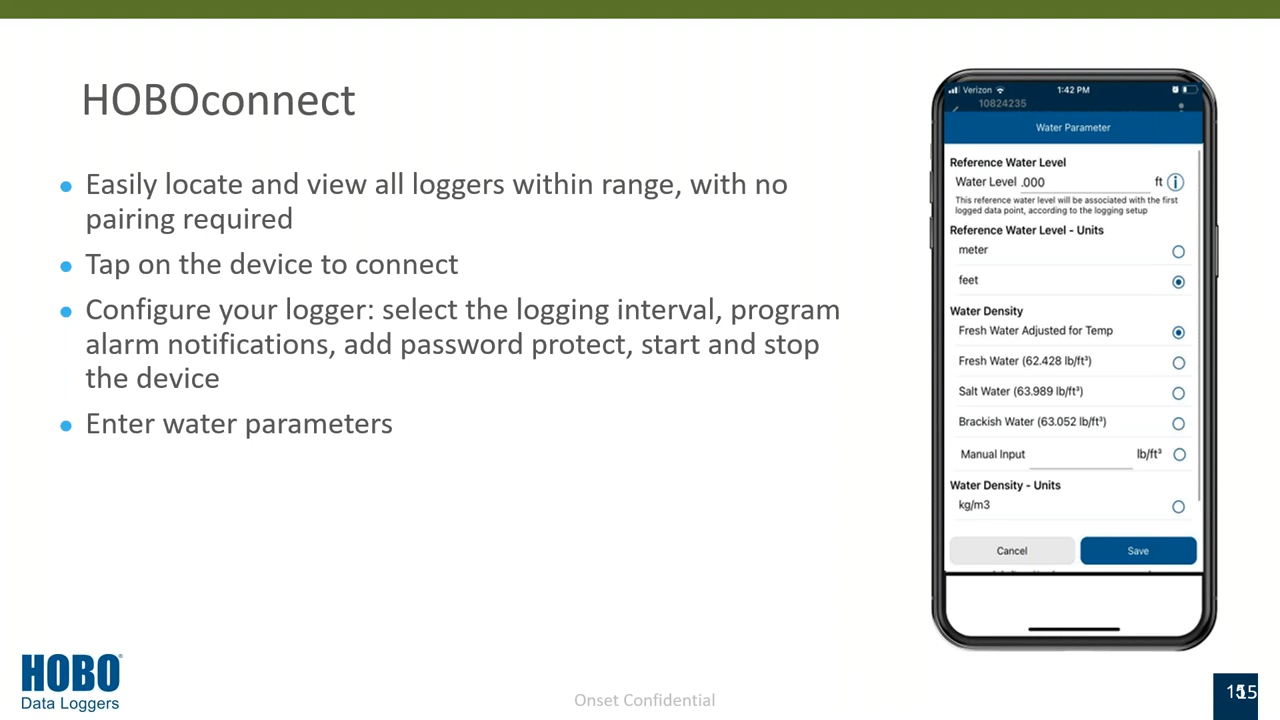 HOBOconnect
Easily locate and view all loggers within range, with no
pairing required
Tap on the device to connect
Configure your logger: select the logging interval, program
alarm notifications, add password protect, start and stop
the device
Enter water parameters
Verizon
1:42 PM
10824235
Water Parameter
Reference Water Level
Water Level .000 ft
This reference water level will be associated with the first
logged data point, according to the logging setup
Reference Water Level - Units
meter
feet
Water Density
Fresh Water Adjusted for Temp
Fresh Water (62.428 lb/ft³)
Salt Water (63.989 lb/ft³)
Brackish Water (63.052 lb/ft³)
Manual Input lb/ft³
Water Density - Units
kg/m3
Cancel Save
HOBO®
Data Loggers
Onset Confidential